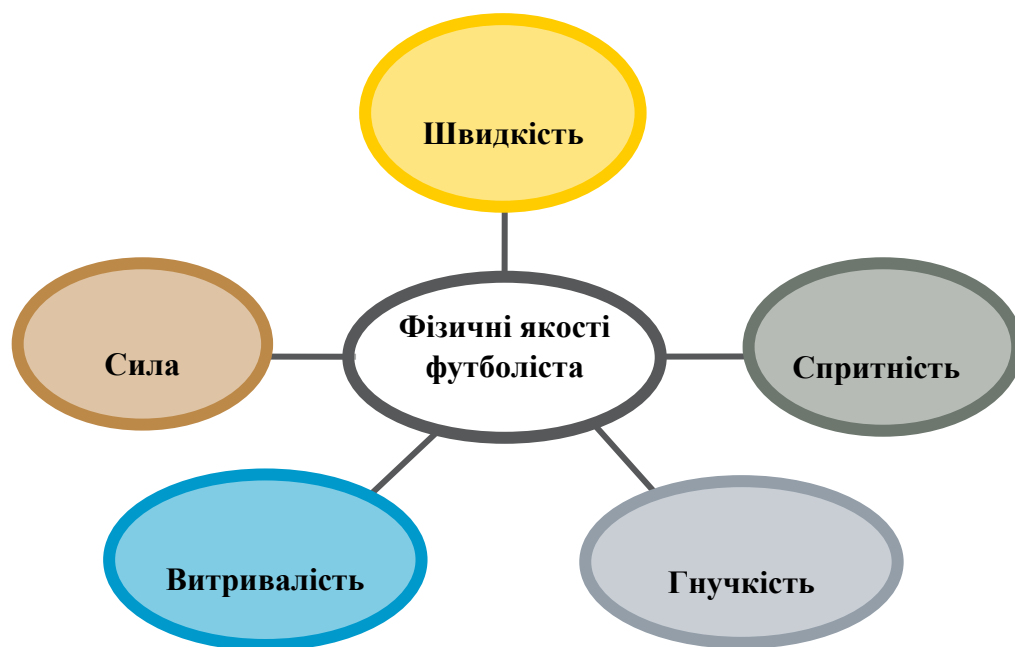 Швидкість
Фізичні якості
футболіста
Сила
Спритність
Витривалість
Гнучкість